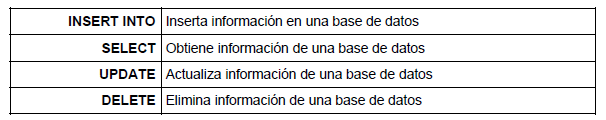 INSERT INTO Inserta información en una base de datos
SELECT Obtiene información de una base de datos
UPDATE Actualiza información de una base de datos
DELETE Elimina información de una base de datos